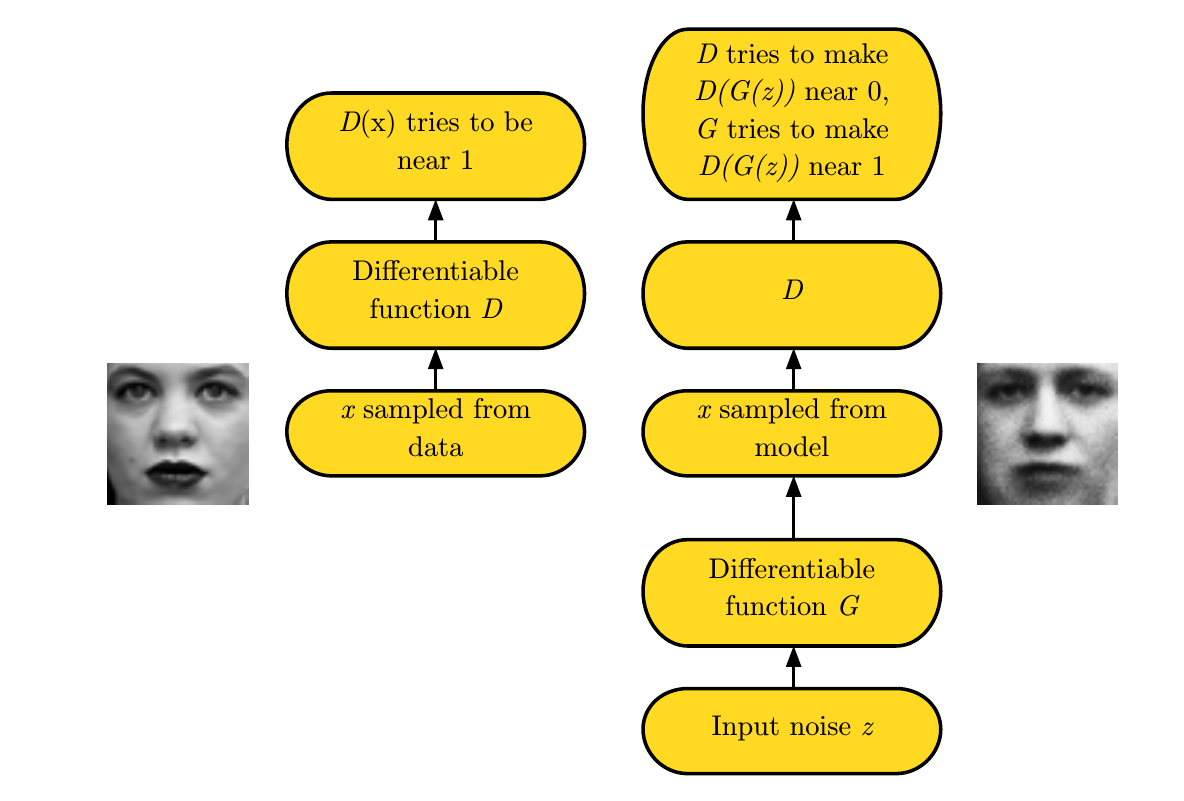 D(x) tries to be
near 1
Differentiable
function D
x sampled from
data
D tries to make
D(G(z)) near 0,
G tries to make
D(G(z)) near 1
D
x sampled from
model
Differentiable
function G
Input noise z